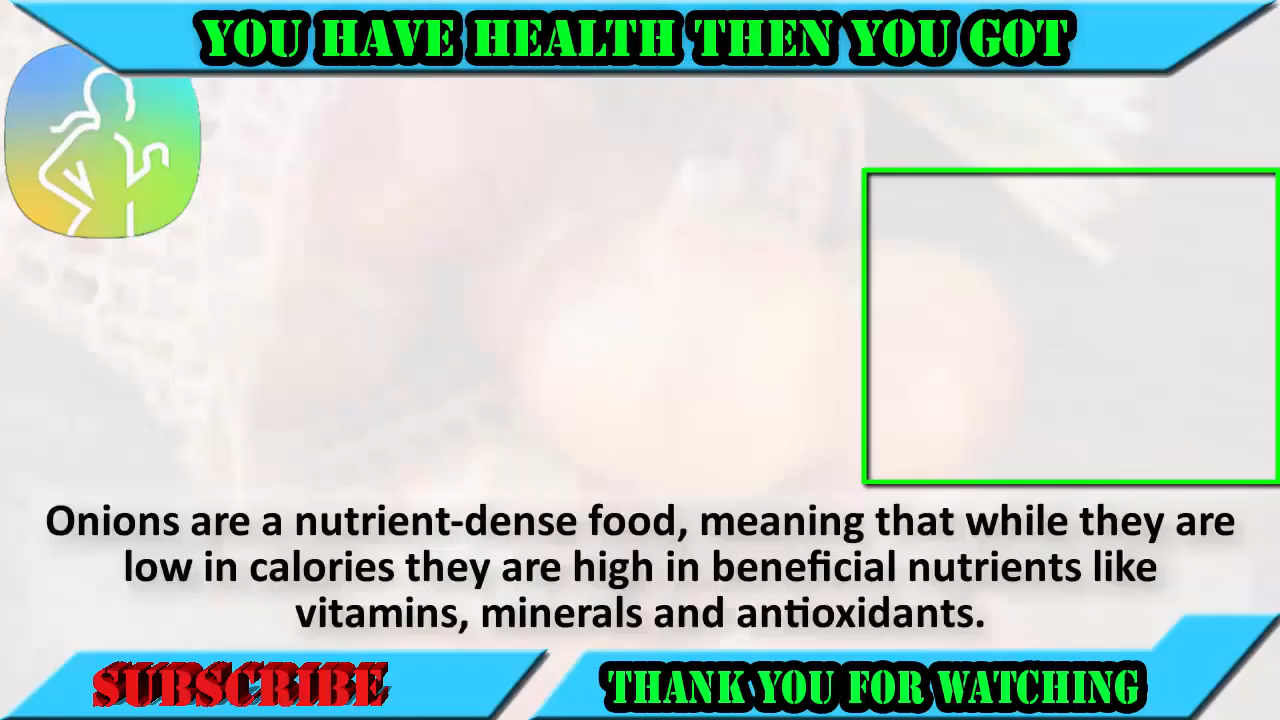 YOU HAVE HEALTH THEN YOU GOT
Onions are a nutrient-dense food, meaning that while they are
low in calories they are high in beneficial nutrients like
vitamins, minerals and antioxidants.
SUBSCRIBE
THANK YOU FOR WATCHING